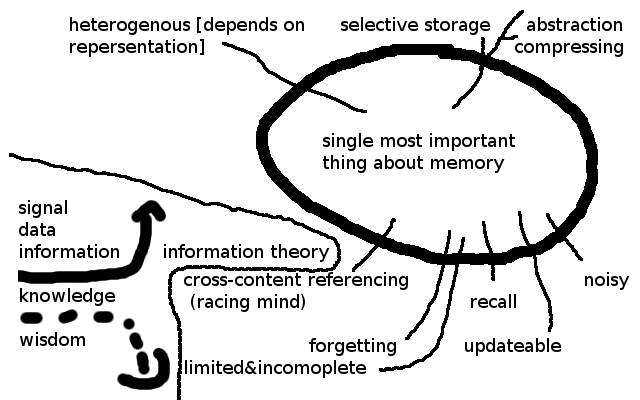 heterogenous [depends on
repersentation]
selective storage
abstraction
compressing
single most important
thing about memory
signal
data
information
information theory
knowledge
wisdom
cross-content referencing
(racing mind)
recall
noisy
forgetting
updateable
limited&incomoplete